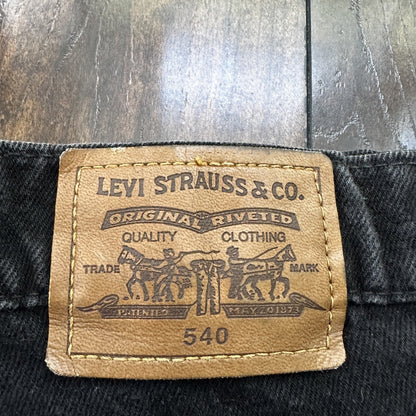 LEVI STRAUSS & CO.
ORIGINAL RIVETED
QUALITY CLOTHING
TRADE MARK
PATENTED MAY 20 1873
540